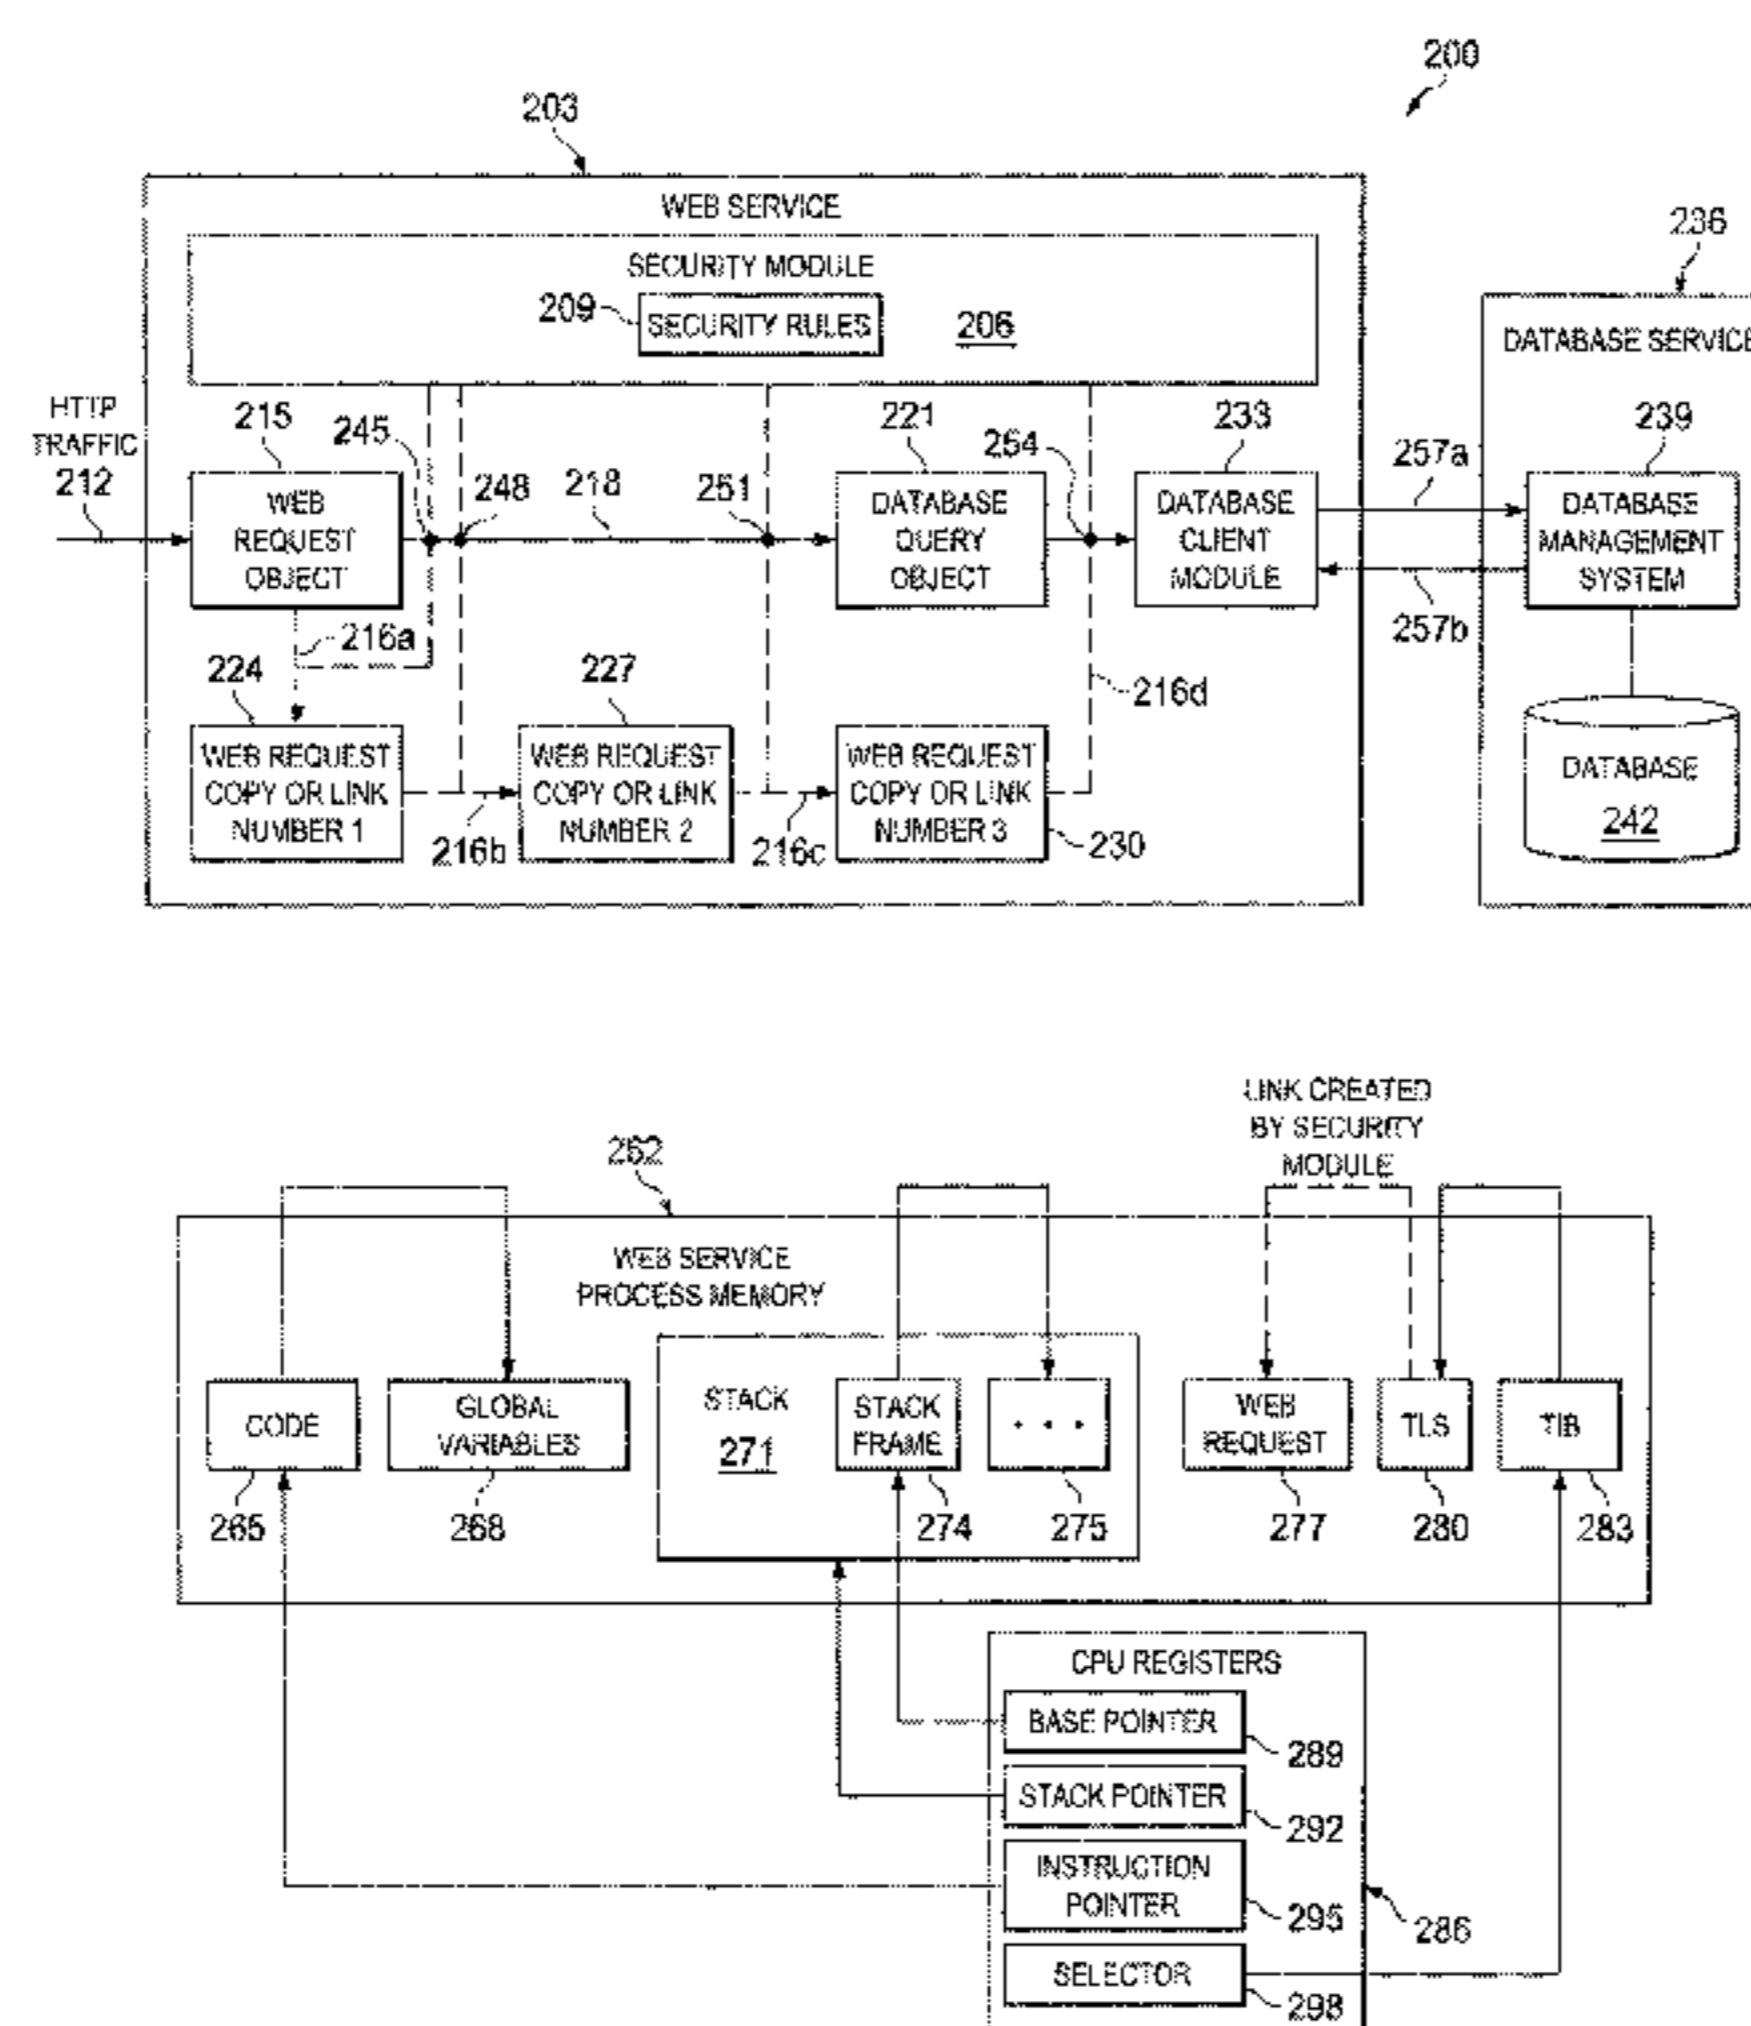 200
203
WEB SERVICE
236
SECURITY MODULE
209
SECURITY RULES
206
DATABASE SERVICE
HTTP
TRAFFIC
212
215
245
221
254
233
257a
239
WEB
REQUEST
OBJECT
248
218
251
DATABASE
QUERY
OBJECT
DATABASE
CLIENT
MODULE
DATABASE
MANAGEMENT
SYSTEM
216a
257b
224
227
216d
WEB REQUEST
COPY OR LINK
NUMBER 1
WEB REQUEST
COPY OR LINK
NUMBER 2
WEB REQUEST
COPY OR LINK
NUMBER 3
DATABASE
242
216b
216c
230
LINK CREATED
BY SECURITY
MODULE
262
WEB SERVICE
PROCESS MEMORY
CODE
GLOBAL
VARIABLES
STACK
271
STACK
FRAME
• • •
WEB
REQUEST
TLS
TIB
265
268
274
275
277
280
283
CPU REGISTERS
BASE POINTER
289
STACK POINTER
292
INSTRUCTION
POINTER
295
286
SELECTOR
298